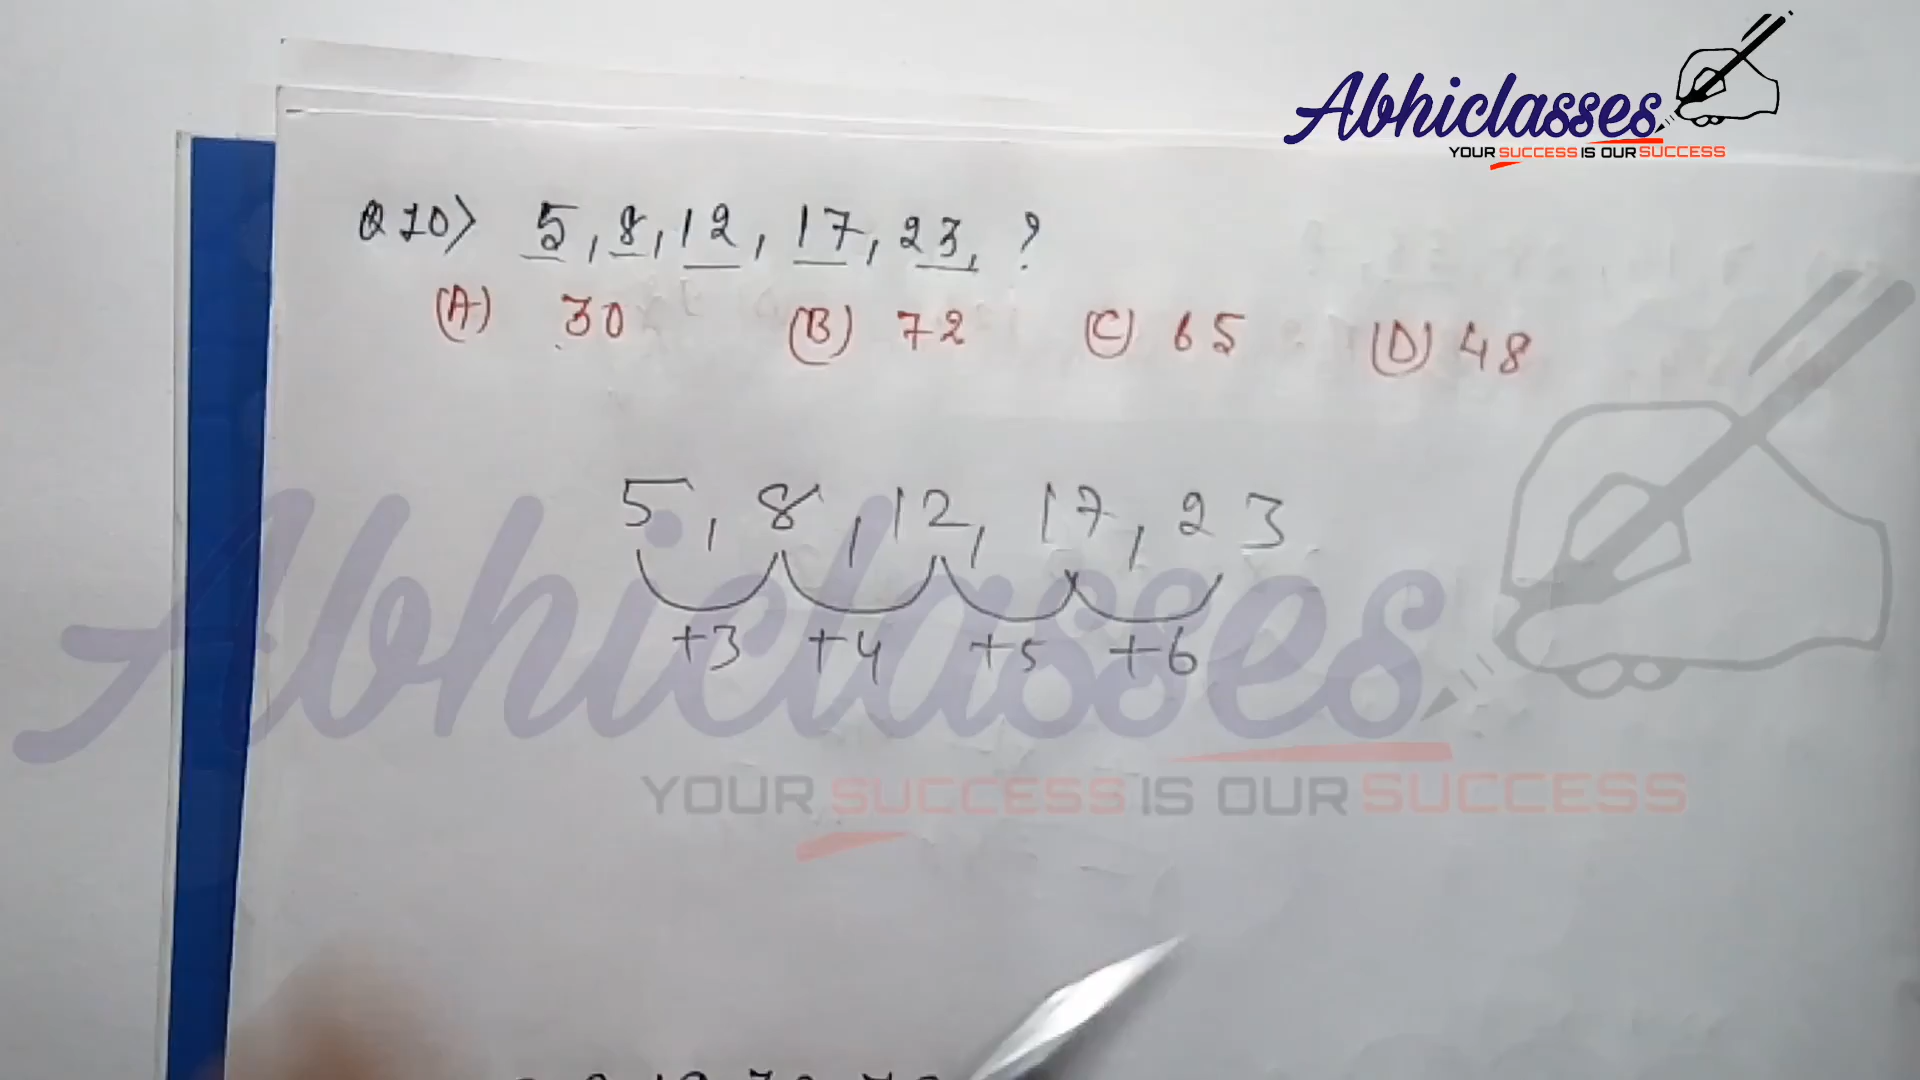 Abhiclasses
YOUR SUCCESS IS OUR SUCCESS
Q10> 5, 8, 12, 17, 23, ?
(A) 30 (B) 72 (C) 65 (D) 48
5, 8, 12, 17, 23
+3 +4 +5 +6
Abhiclasses
YOUR SUCCESS IS OUR SUCCESS